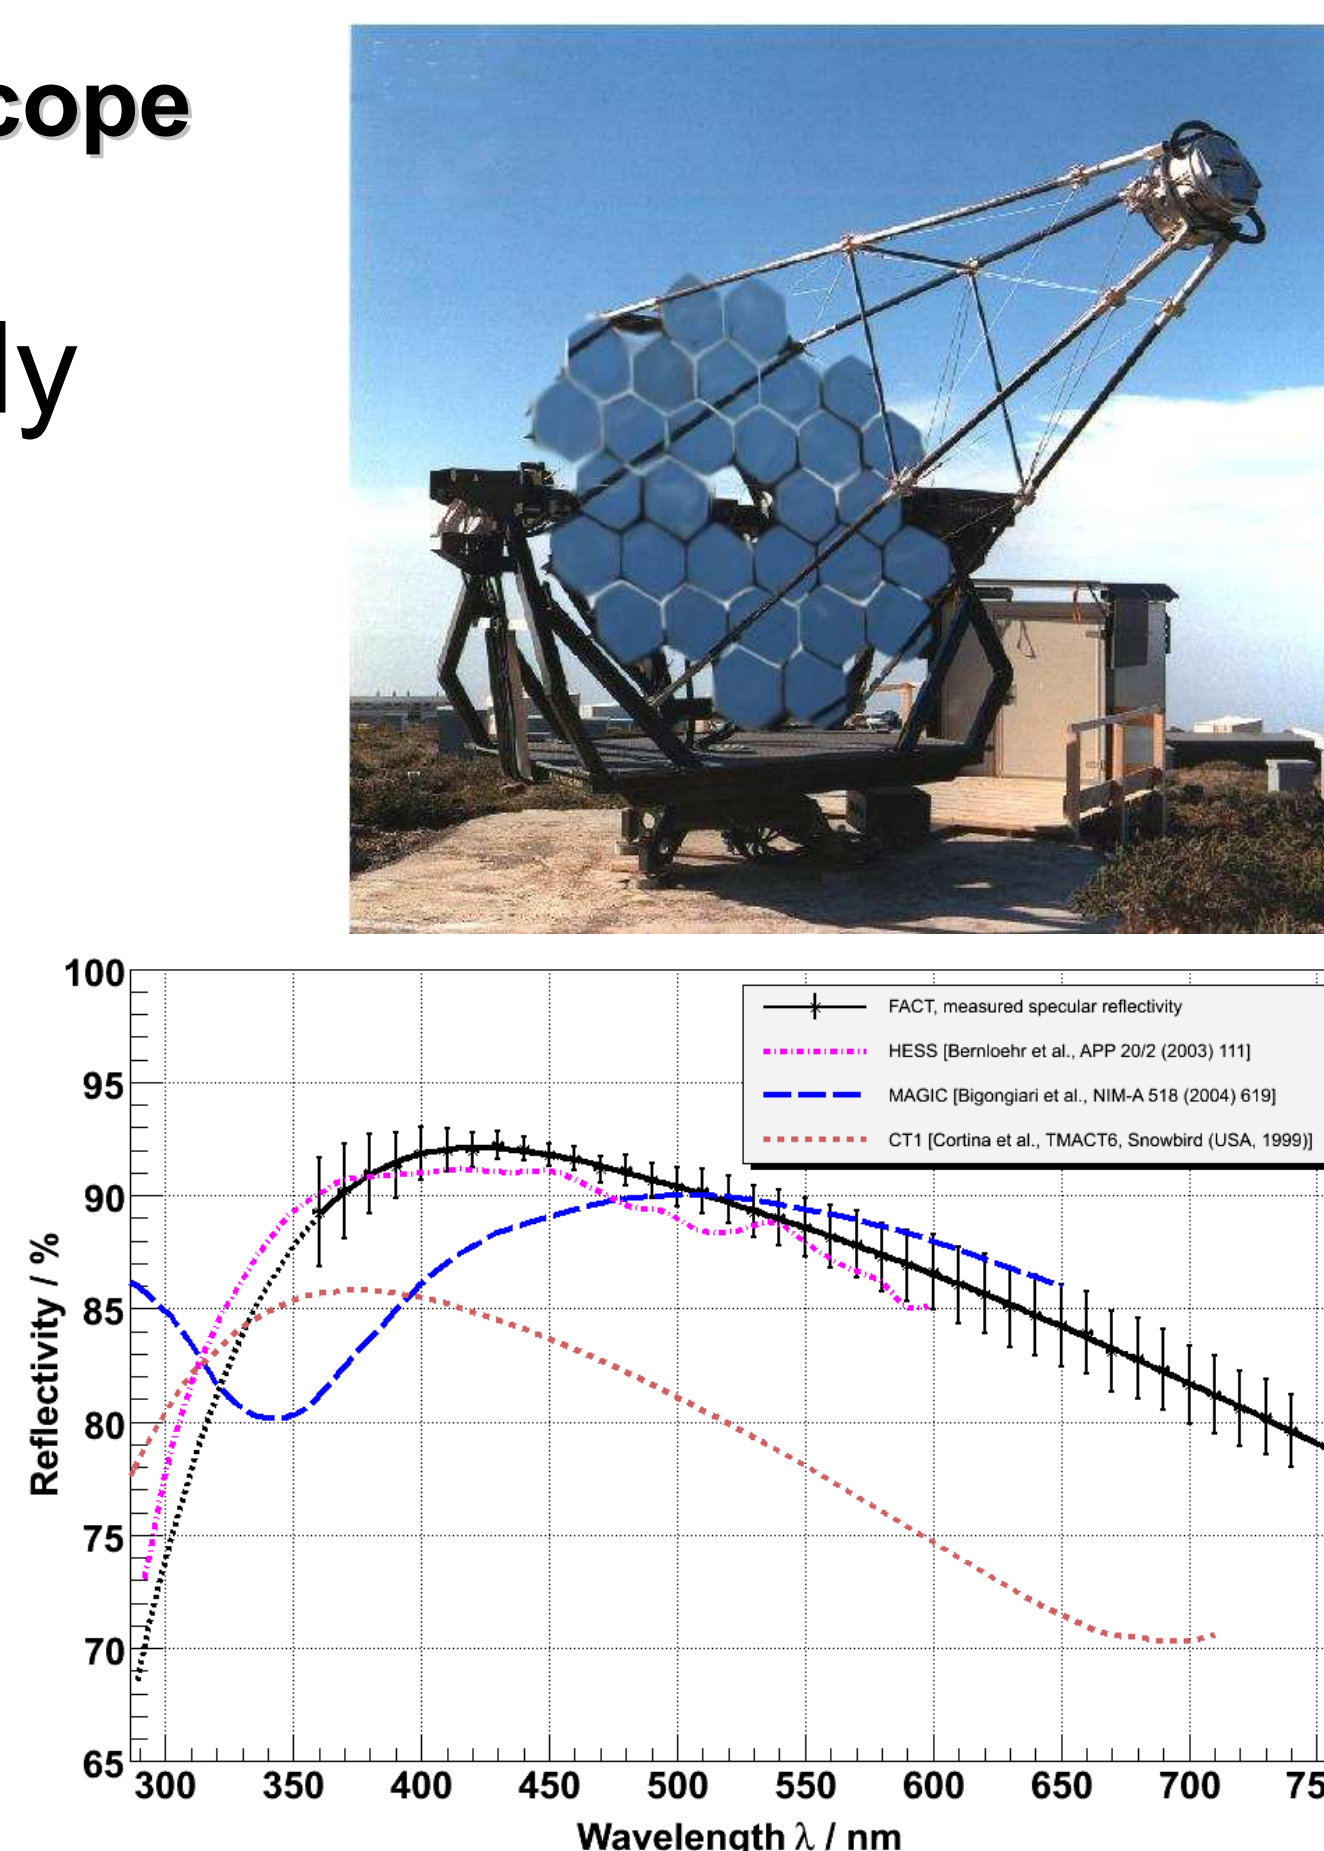 cope
ly
100
95
90
85
80
75
70
65
Reflectivity / %
FACT, measured specular reflectivity
HESS [Bernloehr et al., APP 20/2 (2003) 111]
MAGIC [Bigongiari et al., NIM-A 518 (2004) 619]
CT1 [Cortina et al., TMACT6, Snowbird (USA, 1999)]
300 350 400 450 500 550 600 650 700 75
Wavelength λ / nm